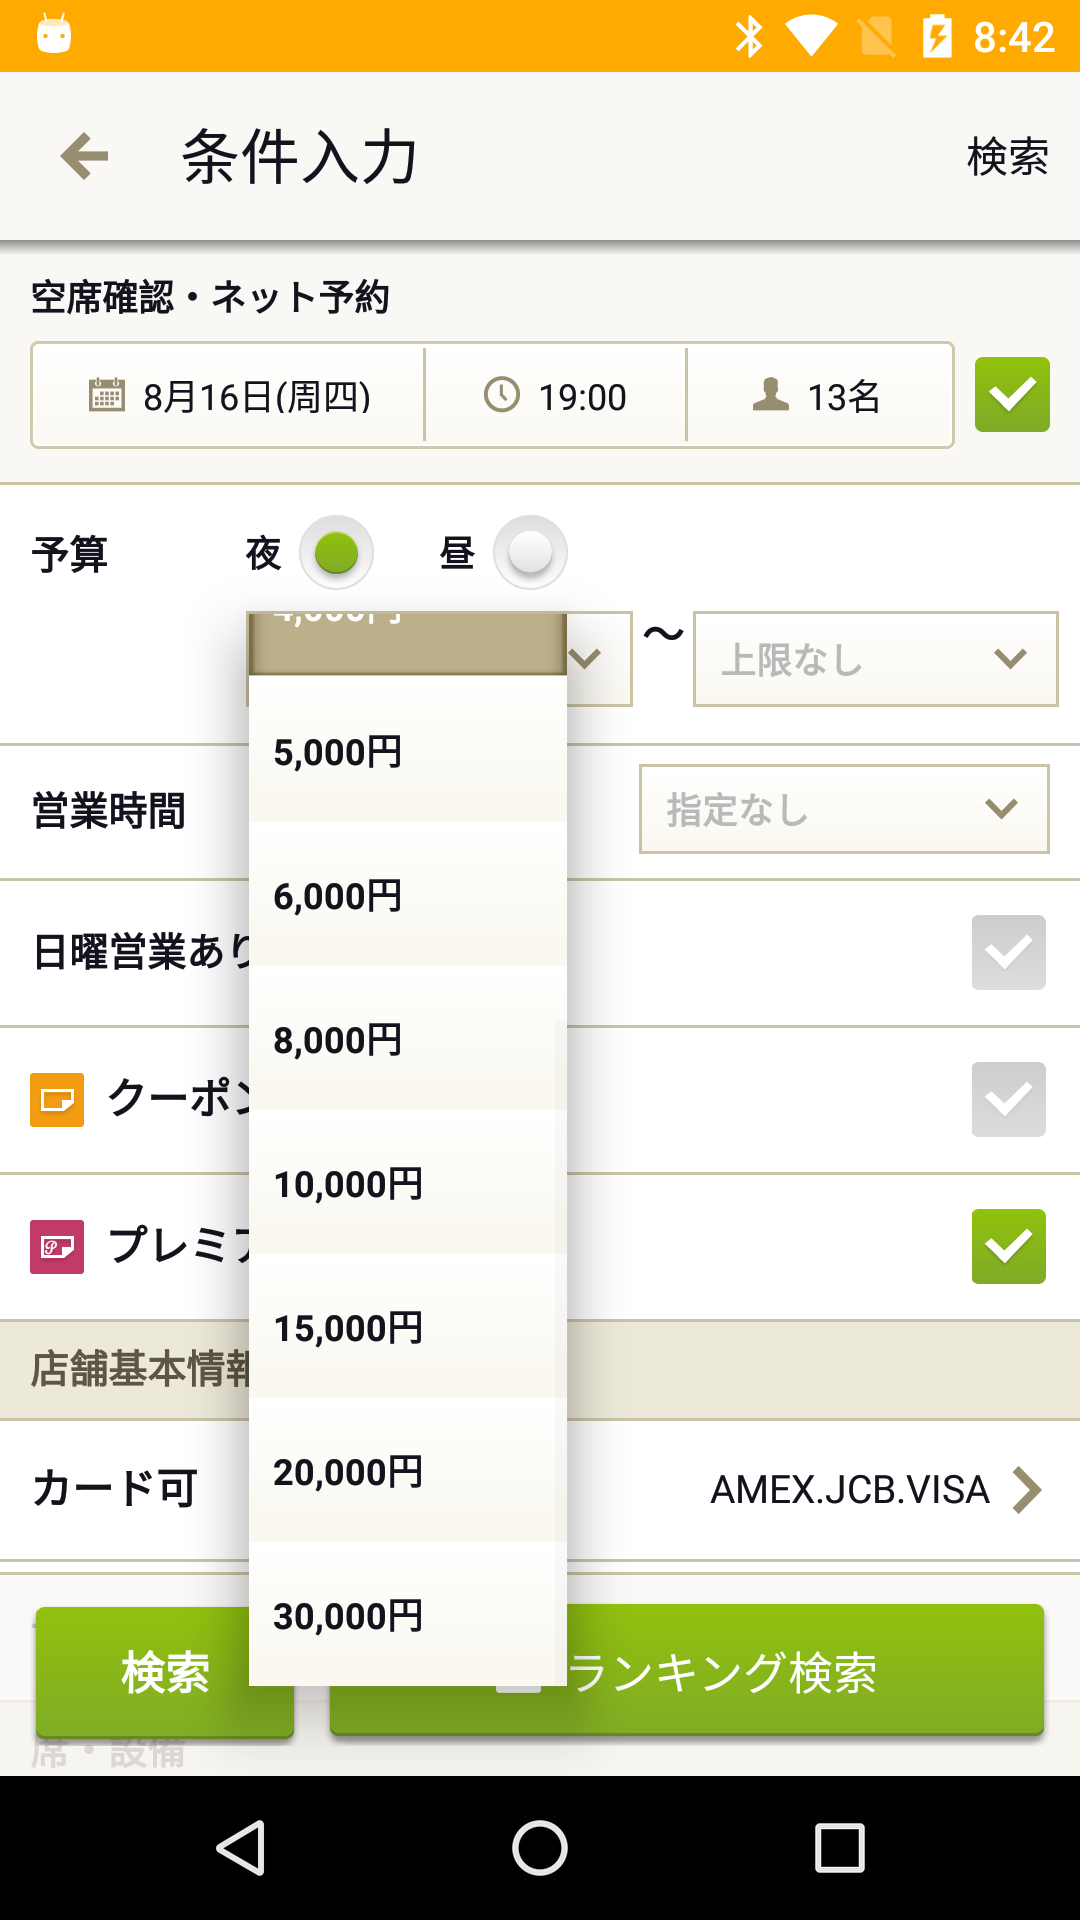 8:42
条件入力
検索
空席確認・ネット予約
8月16日(周四)
19:00
13名
予算
夜
昼
4,000円
〜
上限なし
5,000円
営業時間
指定なし
6,000円
日曜営業あり
8,000円
クーポン
10,000円
プレミア
15,000円
店舗基本情報
20,000円
カード可
AMEX.JCB.VISA
30,000円
検索
ランキング検索
席・設備